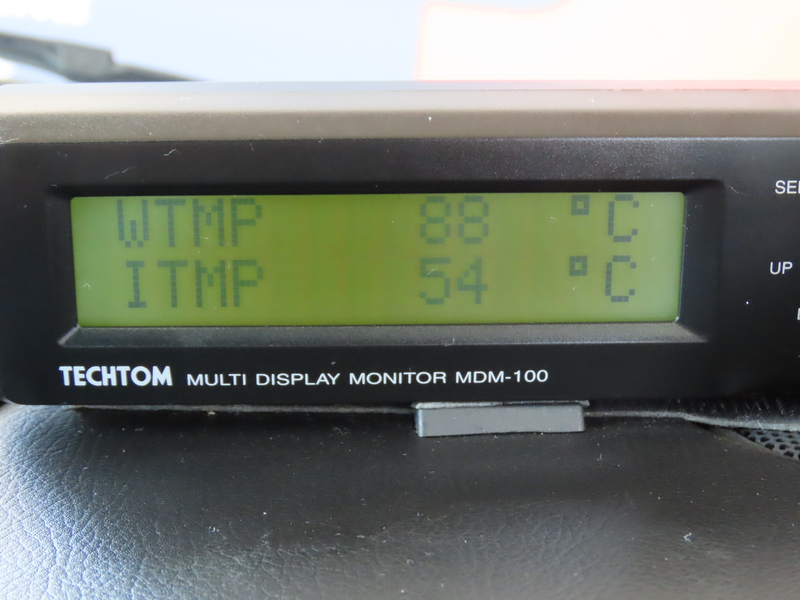 WTMP 88 °C
ITMP 54 °C
TECHTOM MULTI DISPLAY MONITOR MDM-100
UP